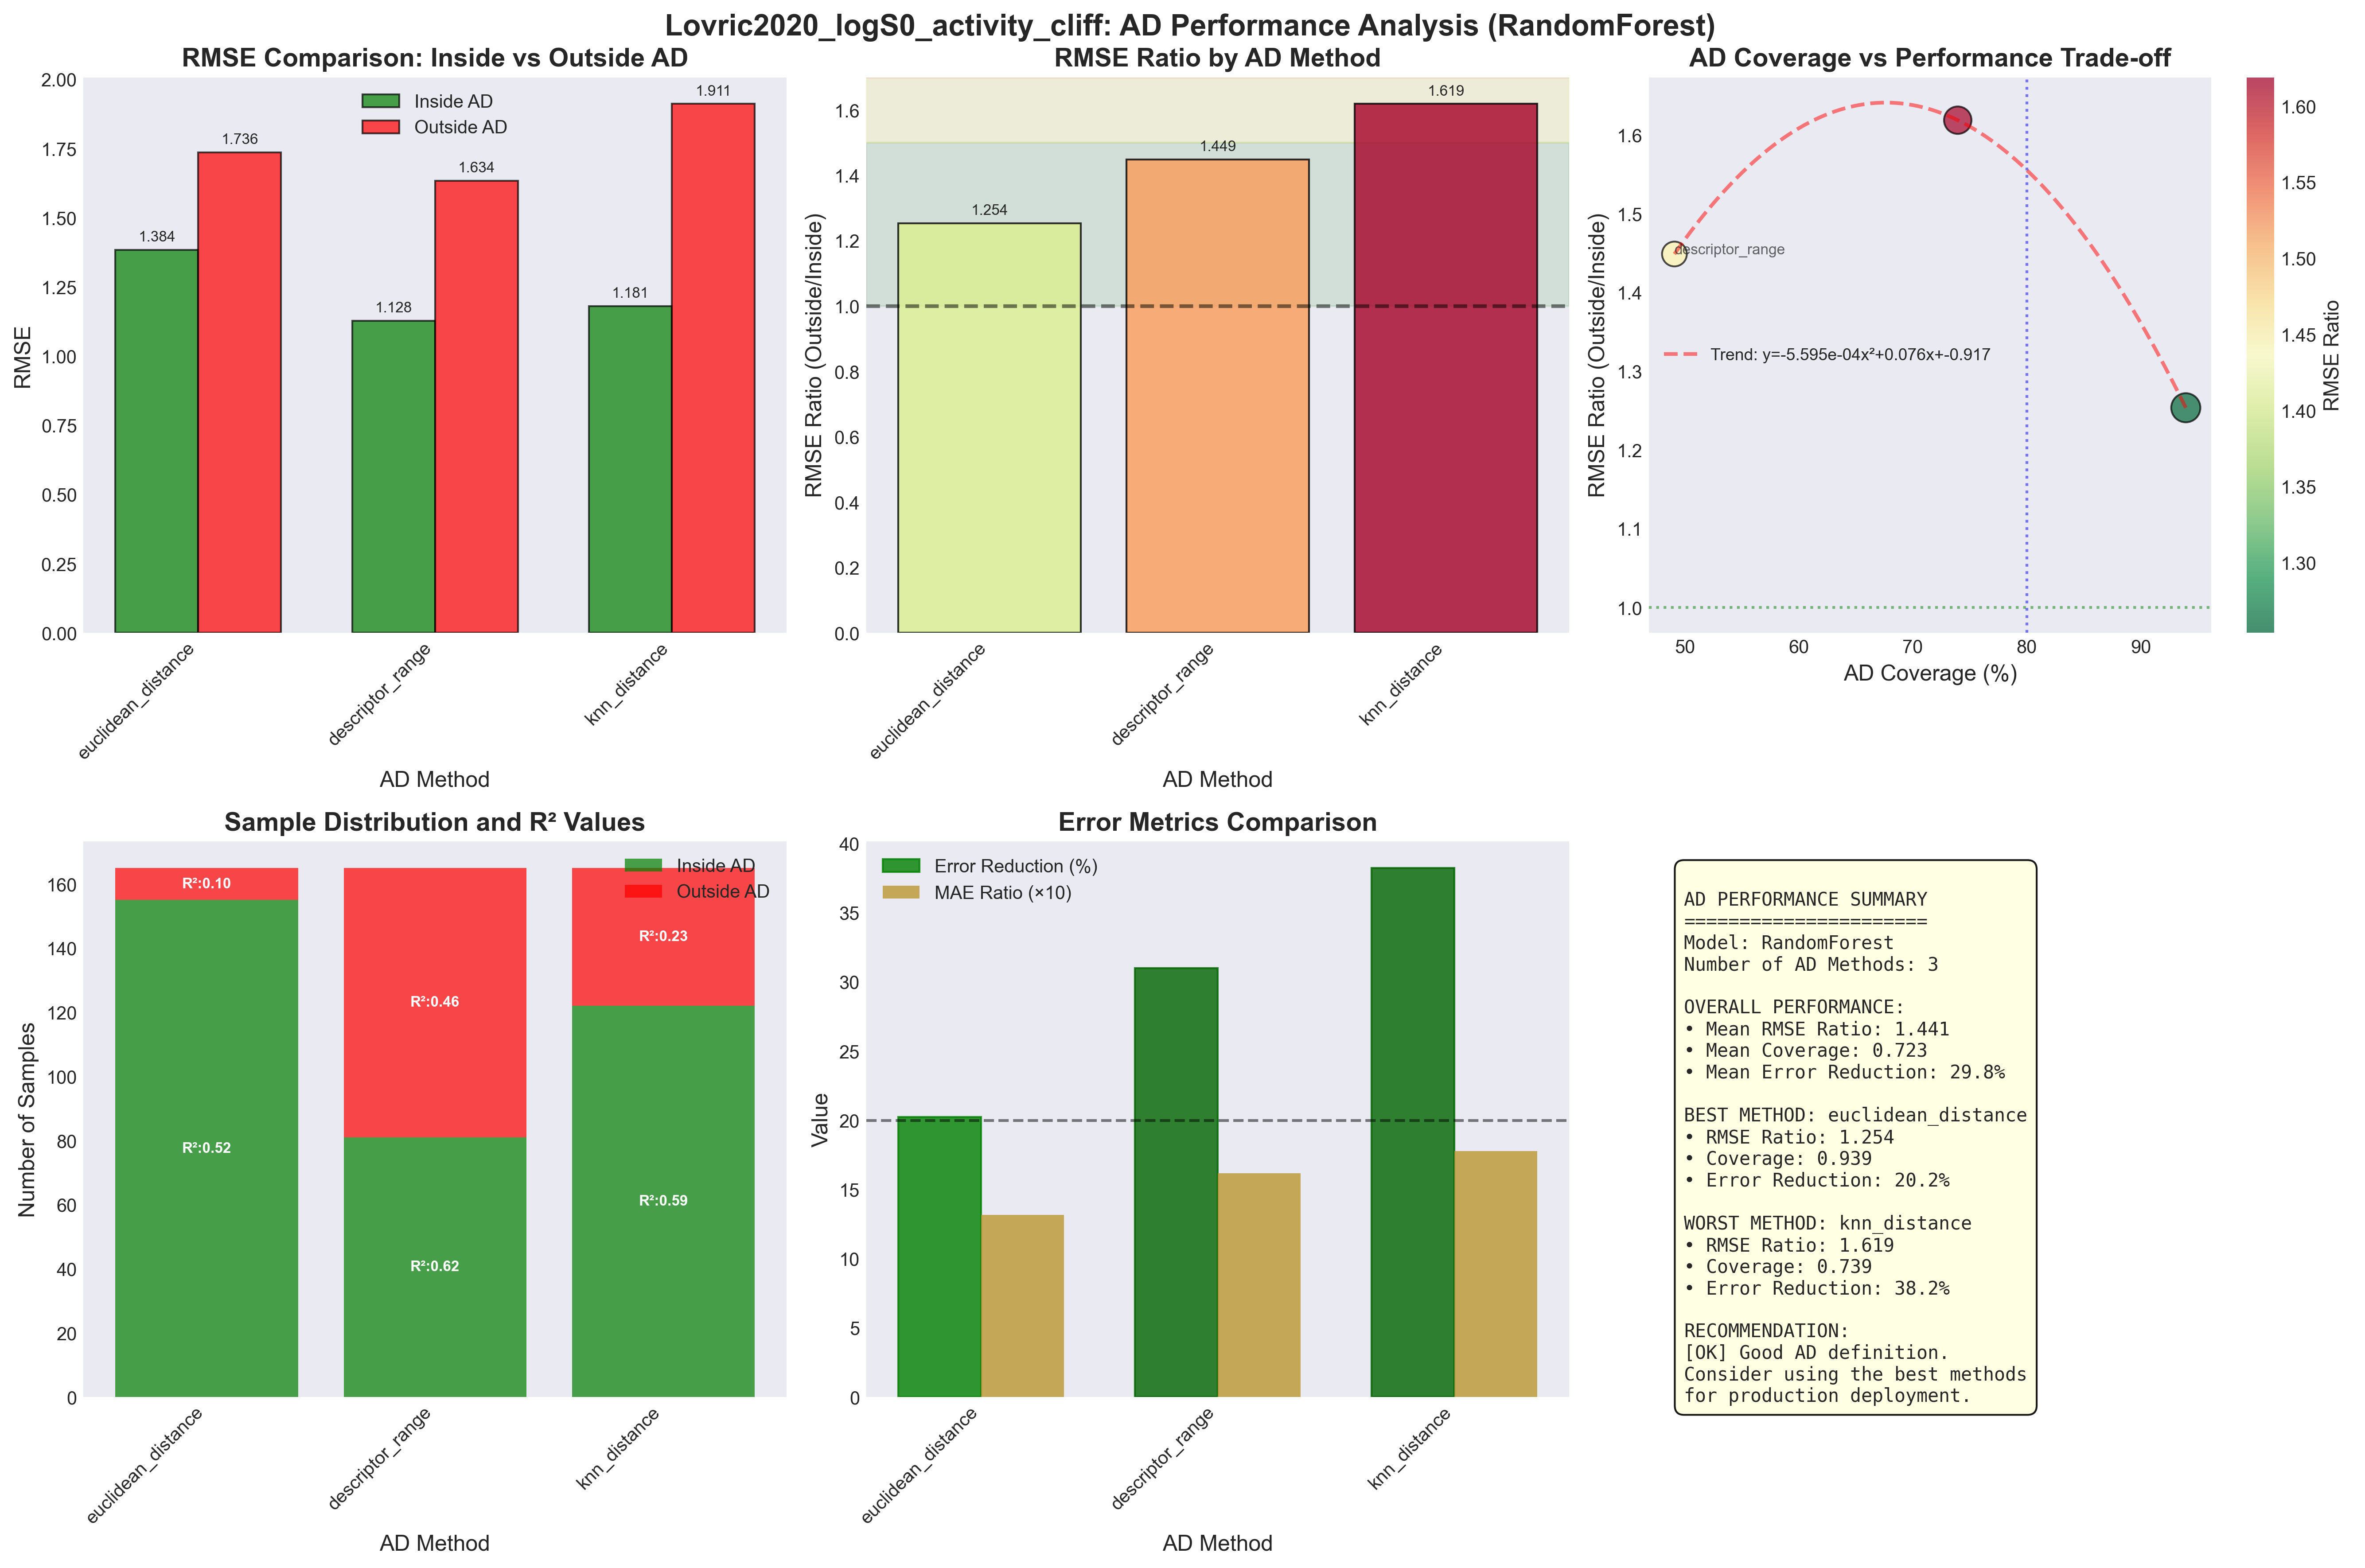 Lovric2020_logS0_activity_cliff: AD Performance Analysis (RandomForest)
RMSE Comparison: Inside vs Outside AD
2.00
1.75
1.50
1.25
1.00
0.75
0.50
0.25
0.00
RMSE
Inside AD
Outside AD
1.384
1.736
1.128
1.634
1.181
1.911
euclidean_distance
descriptor_range
knn_distance
AD Method
RMSE Ratio by AD Method
1.6
1.4
1.2
1.0
0.8
0.6
0.4
0.2
0.0
RMSE Ratio (Outside/Inside)
1.254
1.449
1.619
euclidean_distance
descriptor_range
knn_distance
AD Method
AD Coverage vs Performance Trade-off
1.6
1.5
1.4
1.3
1.2
1.1
1.0
RMSE Ratio (Outside/Inside)
descriptor_range
Trend: y=-5.595e-04x²+0.076x+-0.917
50
60
70
80
90
AD Coverage (%)
1.60
1.55
1.50
1.45
1.40
1.35
1.30
RMSE Ratio
Sample Distribution and R² Values
160
140
120
100
80
60
40
20
0
Number of Samples
Inside AD
Outside AD
R²:0.10
R²:0.52
R²:0.46
R²:0.62
R²:0.23
R²:0.59
euclidean_distance
descriptor_range
knn_distance
AD Method
Error Metrics Comparison
40
35
30
25
20
15
10
5
0
Value
Error Reduction (%)
MAE Ratio (×10)
euclidean_distance
descriptor_range
knn_distance
AD Method
AD PERFORMANCE SUMMARY
======================
Model: RandomForest
Number of AD Methods: 3
OVERALL PERFORMANCE:
• Mean RMSE Ratio: 1.441
• Mean Coverage: 0.723
• Mean Error Reduction: 29.8%
BEST METHOD: euclidean_distance
• RMSE Ratio: 1.254
• Coverage: 0.939
• Error Reduction: 20.2%
WORST METHOD: knn_distance
• RMSE Ratio: 1.619
• Coverage: 0.739
• Error Reduction: 38.2%
RECOMMENDATION:
[OK] Good AD definition.
Consider using the best methods
for production deployment.